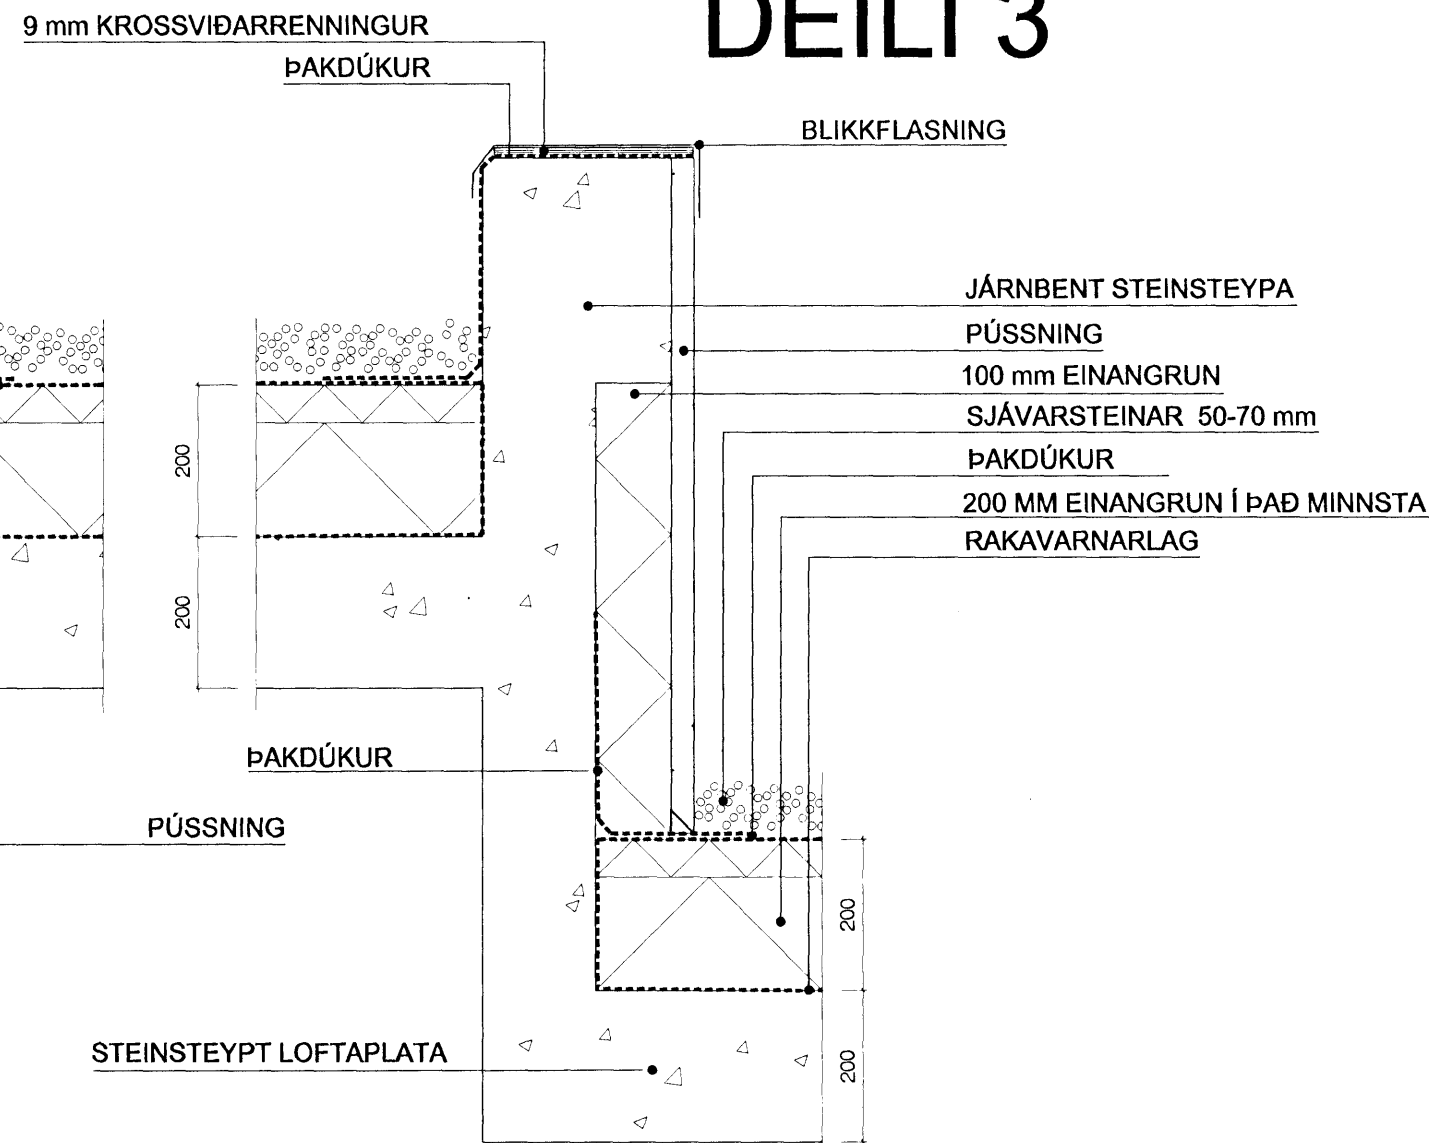 DEILI 3
9 mm KROSSVIÐARRENNINGUR
ÞAKDÚKUR
BLIKKFLASNING
JÁRNBENT STEINSTEYPA
PÚSSNING
100 mm EINANGRUN
SJÁVARSTEINAR 50-70 mm
ÞAKDÚKUR
200 MM EINANGRUN Í ÞAÐ MINNSTA
RAKAVARNARLAG
200
200
ÞAKDÚKUR
PÚSSNING
200
STEINSTEYPT LOFTAPLATA
200